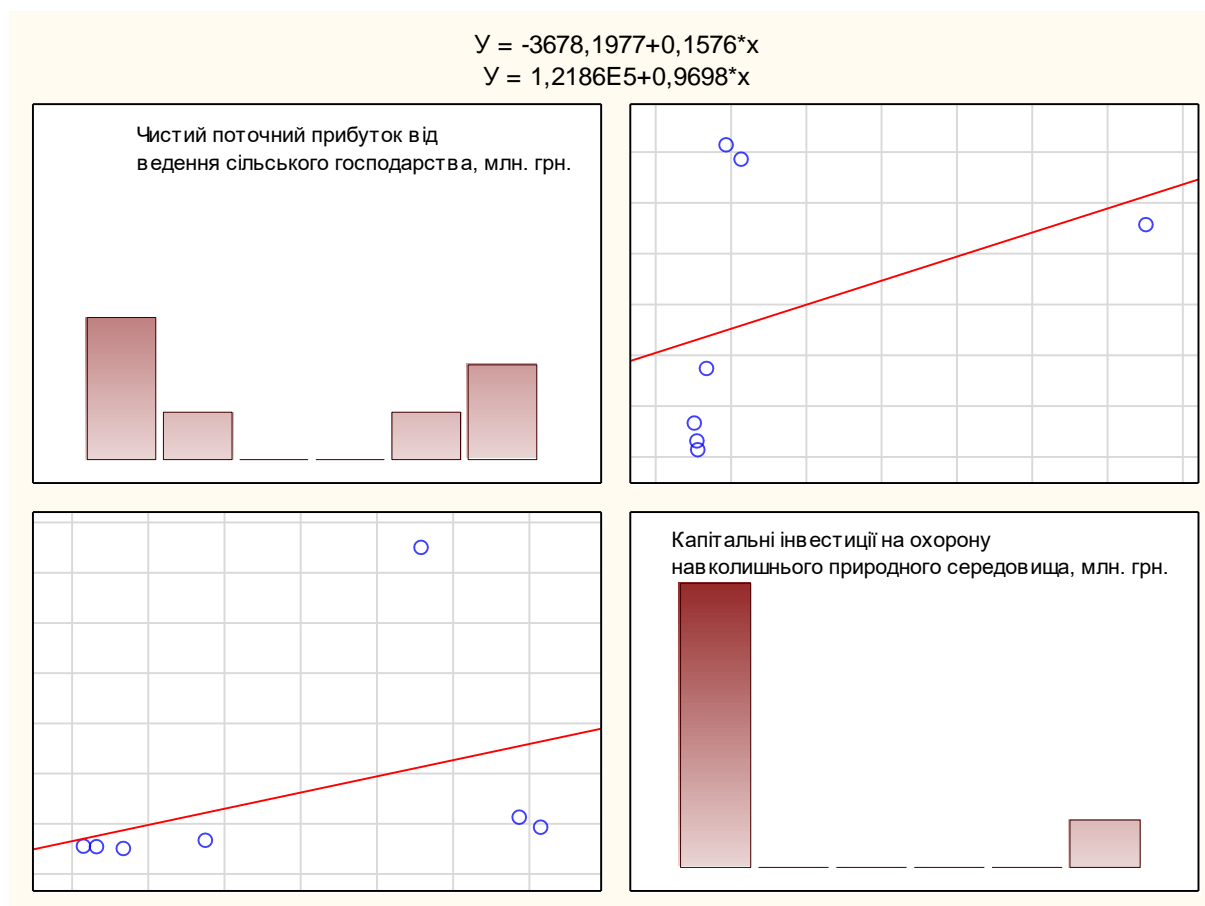 У = -3678,1977+0,1576*x
У = 1,2186E5+0,9698*x
Чистий поточний прибуток від
ведення сільського господарства, млн. грн.
Капітальні інвестиції на охорону
навколишнього природного середовища, млн. грн.